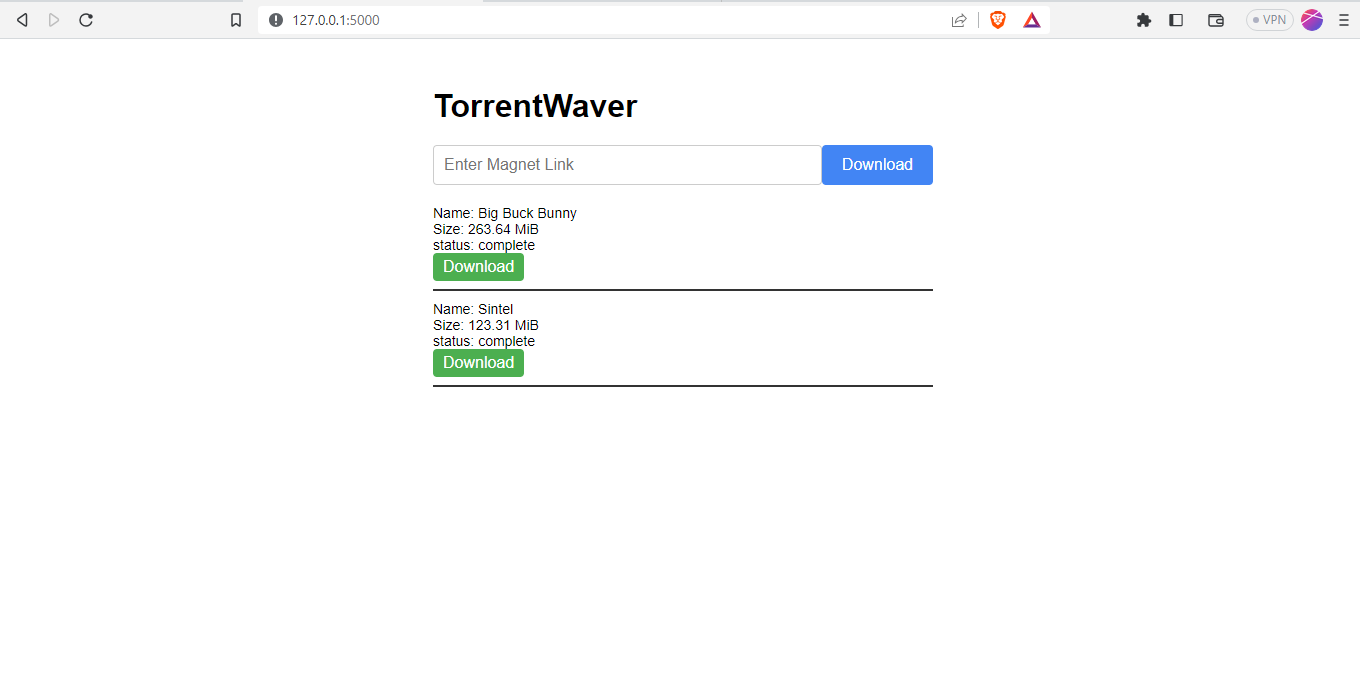 127.0.0.1:5000
VPN
TorrentWaver
Enter Magnet Link
Download
Name: Big Buck Bunny
Size: 263.64 MiB
status: complete
Download
Name: Sintel
Size: 123.31 MiB
status: complete
Download